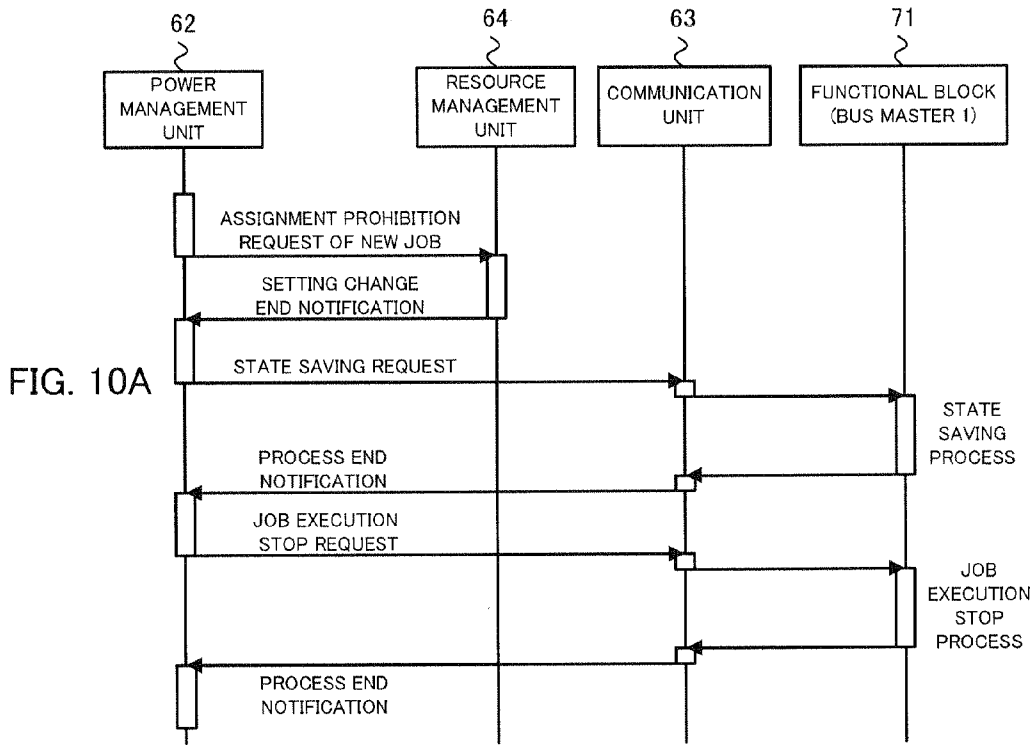 62
64
63
71
POWER
MANAGEMENT
UNIT
RESOURCE
MANAGEMENT
UNIT
COMMUNICATION
UNIT
FUNCTIONAL BLOCK
(BUS MASTER 1)
ASSIGNMENT PROHIBITION
REQUEST OF NEW JOB
SETTING CHANGE
END NOTIFICATION
FIG. 10A
STATE SAVING REQUEST
STATE
SAVING
PROCESS
PROCESS END
NOTIFICATION
JOB EXECUTION
STOP REQUEST
JOB
EXECUTION
STOP
PROCESS
PROCESS END
NOTIFICATION